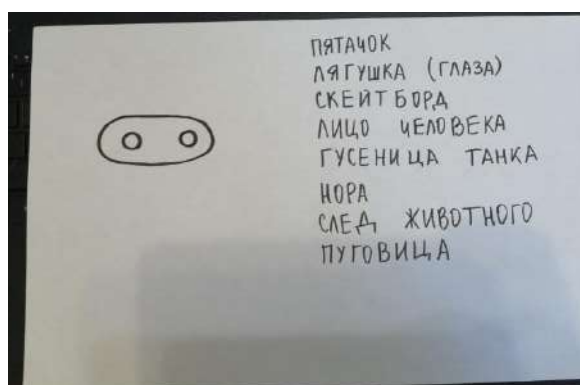 ПЯТАЧОК
ЛЯГУШКА (ГЛАЗА)
СКЕЙТБОРД
ЛИЦО ЧЕЛОВЕКА
ГУСЕНИЦА ТАНКА
НОРА
СЛЕД ЖИВОТНОГО
ПУГОВИЦА